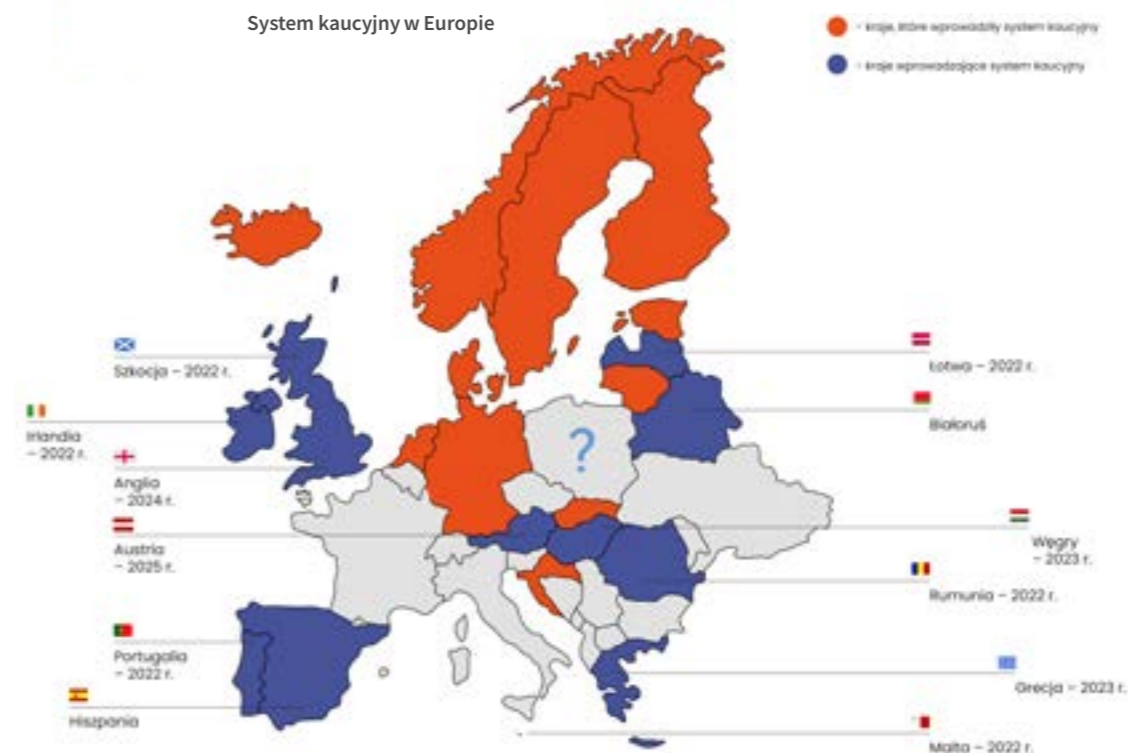 System kaucyjny w Europie
- kraje, które wprowadziły system kaucyjny
- kraje wprowadzające system kaucyjny
Szkocja – 2022 r.
Irlandia
– 2022 r.
Anglia
– 2024 r.
Austria
– 2025 r.
Portugalia
– 2022 r.
Hiszpania
?
Łotwa – 2022 r.
Białoruś
Węgry
– 2023 r.
Rumunia – 2022 r.
Grecja – 2023 r.
Malta – 2022 r.